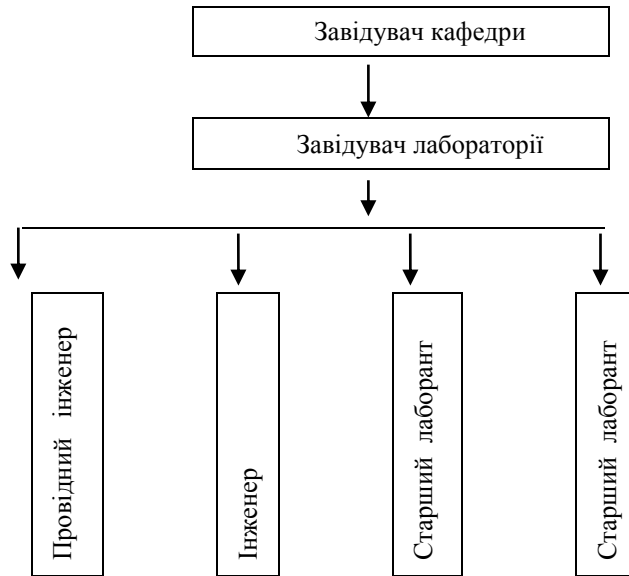 Завідувач кафедри
Завідувач лабораторії
Провідний інженер
Інженер
Старший лаборант
Старший лаборант